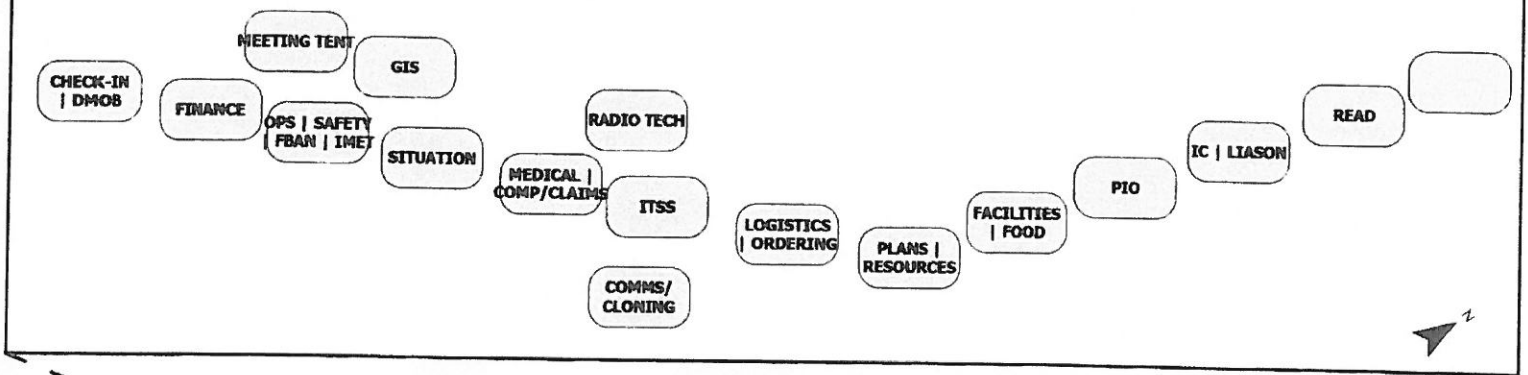 MEETING TENT
GIS
CHECK-IN
| DMOB
FINANCE
OPS | SAFETY
| FBAN | IMET
SITUATION
RADIO TECH
MEDICAL |
COMP/CLAIMS
ITSS
LOGISTICS
| ORDERING
PLANS |
RESOURCES
FACILITIES
| FOOD
PIO
IC | LIASON
READ
COMMS/
CLONING
N